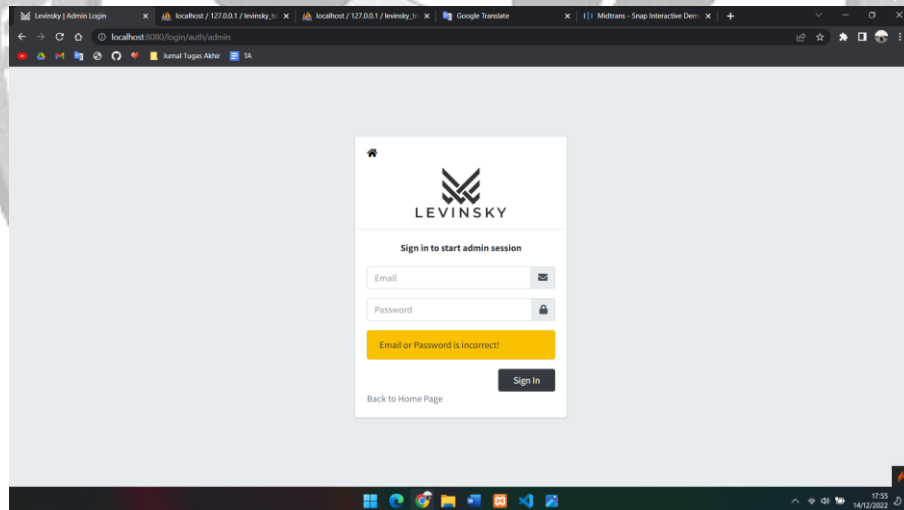 Levinsky | Admin Login
localhost / 127.0.0.1 / levinsky_tr
localhost / 127.0.0.1 / levinsky_tr
Google Translate
Midtrans - Snap Interactive Dem
localhost:8080/login/auth/admin
Jurnal Tugas Akhir
TA
LEVINSKY
Sign in to start admin session
Email
Password
Email or Password is incorrect!
Sign In
Back to Home Page
17:55
14/12/2022